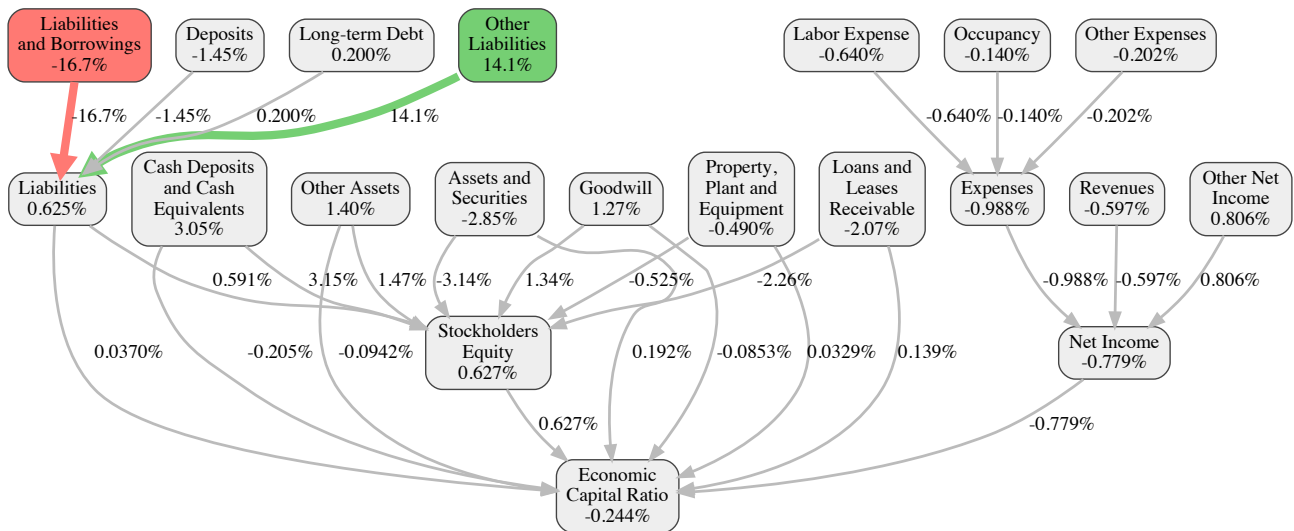 Liabilities
and Borrowings
-16.7%
Deposits
-1.45%
Long-term Debt
0.200%
Other
Liabilities
14.1%
Labor Expense
-0.640%
Occupancy
-0.140%
Other Expenses
-0.202%
-16.7%
-1.45%
0.200%
14.1%
-0.640%
-0.140%
-0.202%
Liabilities
0.625%
Cash Deposits
and Cash
Equivalents
3.05%
Other Assets
1.40%
Assets and
Securities
-2.85%
Goodwill
1.27%
Property,
Plant and
Equipment
-0.490%
Loans and
Leases
Receivable
-2.07%
Expenses
-0.988%
Revenues
-0.597%
Other Net
Income
0.806%
0.591%
3.15%
1.47%
-3.14%
1.34%
-0.525%
-2.26%
-0.988%
-0.597%
0.806%
Stockholders
Equity
0.627%
Net Income
-0.779%
0.0370%
-0.205%
-0.0942%
0.192%
-0.0853%
0.0329%
0.139%
0.627%
-0.779%
Economic
Capital Ratio
-0.244%